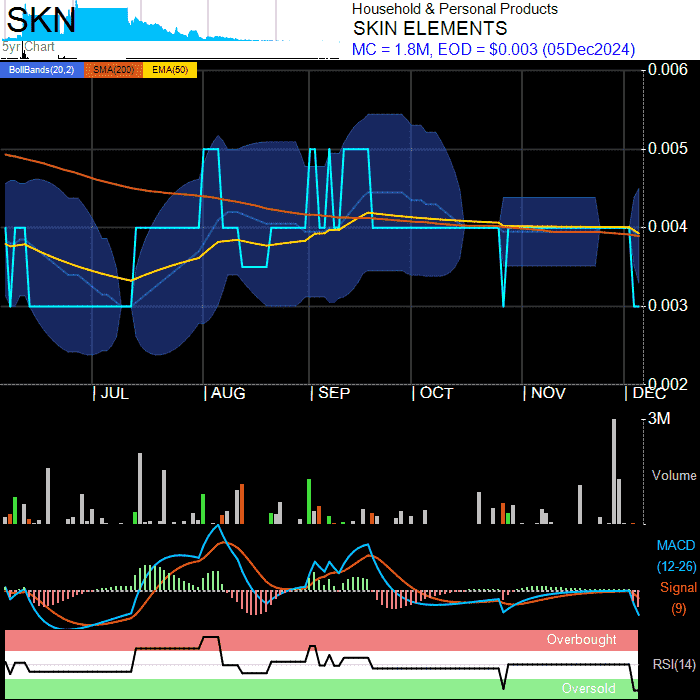 SKN
5yr Chart
Household & Personal Products
SKIN ELEMENTS
MC = 1.8M, EOD = $0.003 (05Dec2024)
BollBands(20,2) SMA(200) EMA(50)
0.006
0.005
0.004
0.003
0.002
JUL AUG SEP OCT NOV DEC
3M
Volume
MACD
(12-26)
Signal
(9)
Overbought
RSI(14)
Oversold